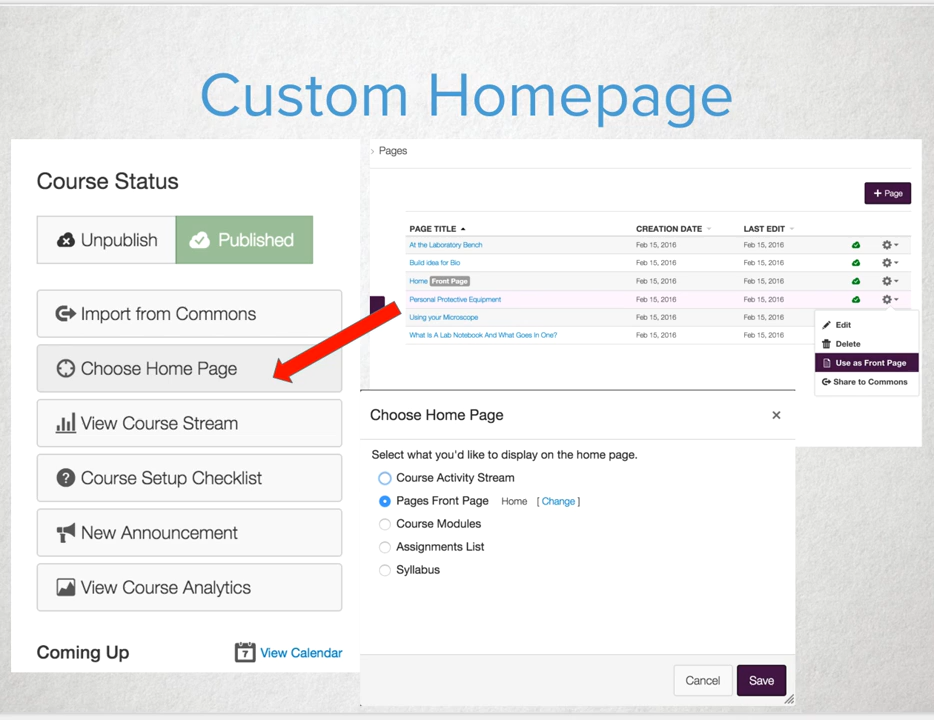 Custom Homepage
Course Status
Unpublish
Published
Import from Commons
Choose Home Page
View Course Stream
Course Setup Checklist
New Announcement
View Course Analytics
Coming Up
7 View Calendar
› Pages
+ Page
PAGE TITLE CREATION DATE LAST EDIT
At the Laboratory Bench Feb 15, 2016 Feb 15, 2016
Build idea for Bio Feb 15, 2016 Feb 15, 2016
Home Front Page Feb 15, 2016 Feb 15, 2016
Personal Protective Equipment Feb 15, 2016 Feb 15, 2016
Using your Microscope Feb 15, 2016 Feb 15, 2016
What Is A Lab Notebook And What Goes In One? Feb 15, 2016 Feb 15, 2016
Edit
Delete
Use as Front Page
Share to Commons
Choose Home Page ×
Select what you'd like to display on the home page.
Course Activity Stream
Pages Front Page Home [ Change ]
Course Modules
Assignments List
Syllabus
Cancel Save